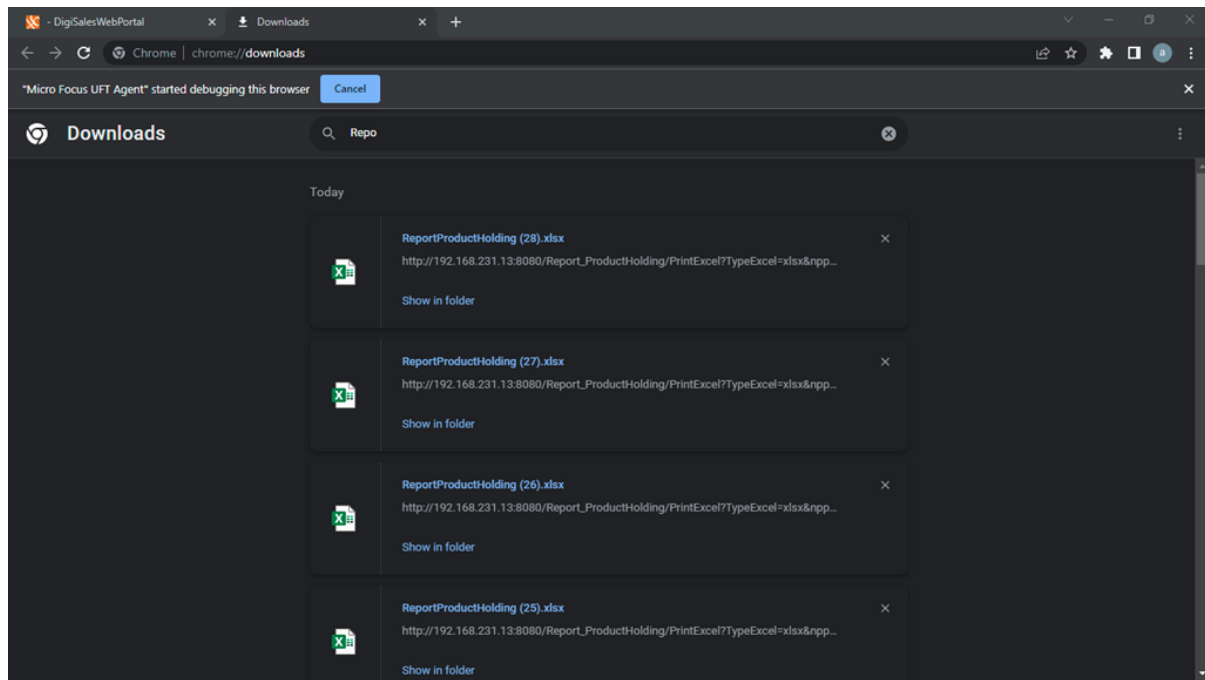 - DigiSalesWebPortal
Downloads
Chrome | chrome://downloads
a
"Micro Focus UFT Agent" started debugging this browser
Cancel
Downloads
Repo
Today
ReportProductHolding (28).xlsx
http://192.168.231.13:8080/Report_ProductHolding/PrintExcel?TypeExcel=xlsx&npp...
Show in folder
ReportProductHolding (27).xlsx
http://192.168.231.13:8080/Report_ProductHolding/PrintExcel?TypeExcel=xlsx&npp...
Show in folder
ReportProductHolding (26).xlsx
http://192.168.231.13:8080/Report_ProductHolding/PrintExcel?TypeExcel=xlsx&npp...
Show in folder
ReportProductHolding (25).xlsx
http://192.168.231.13:8080/Report_ProductHolding/PrintExcel?TypeExcel=xlsx&npp...
Show in folder